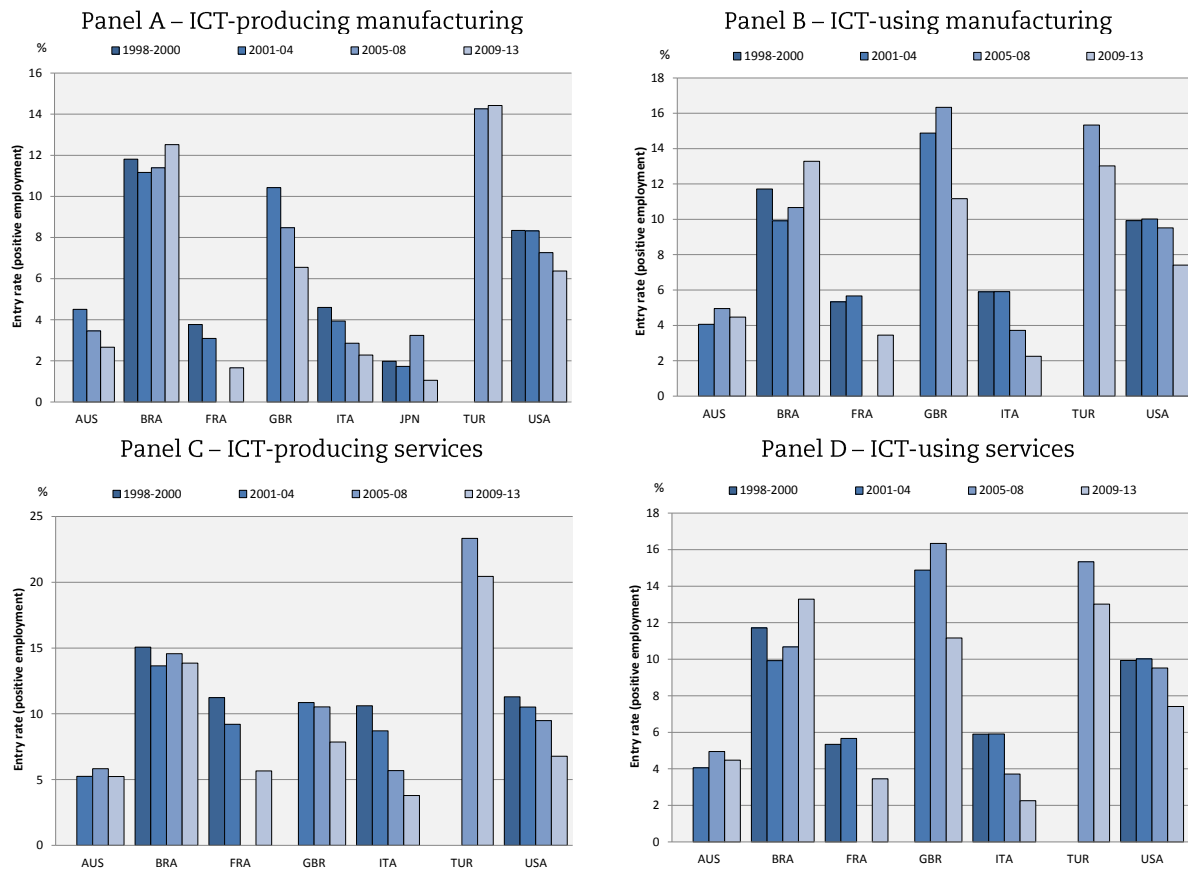 Panel A – ICT-producing manufacturing
% 1998-2000 2001-04 2005-08 2009-13
Entry rate (positive employment)
16
14
12
10
8
6
4
2
0
AUS BRA FRA GBR ITA JPN TUR USA
Panel B – ICT-using manufacturing
% 1998-2000 2001-04 2005-08 2009-13
Entry rate (positive employment)
18
16
14
12
10
8
6
4
2
0
AUS BRA FRA GBR ITA TUR USA
Panel C – ICT-producing services
% 1998-2000 2001-04 2005-08 2009-13
Entry rate (positive employment)
25
20
15
10
5
0
AUS BRA FRA GBR ITA TUR USA
Panel D – ICT-using services
% 1998-2000 2001-04 2005-08 2009-13
Entry rate (positive employment)
18
16
14
12
10
8
6
4
2
0
AUS BRA FRA GBR ITA TUR USA